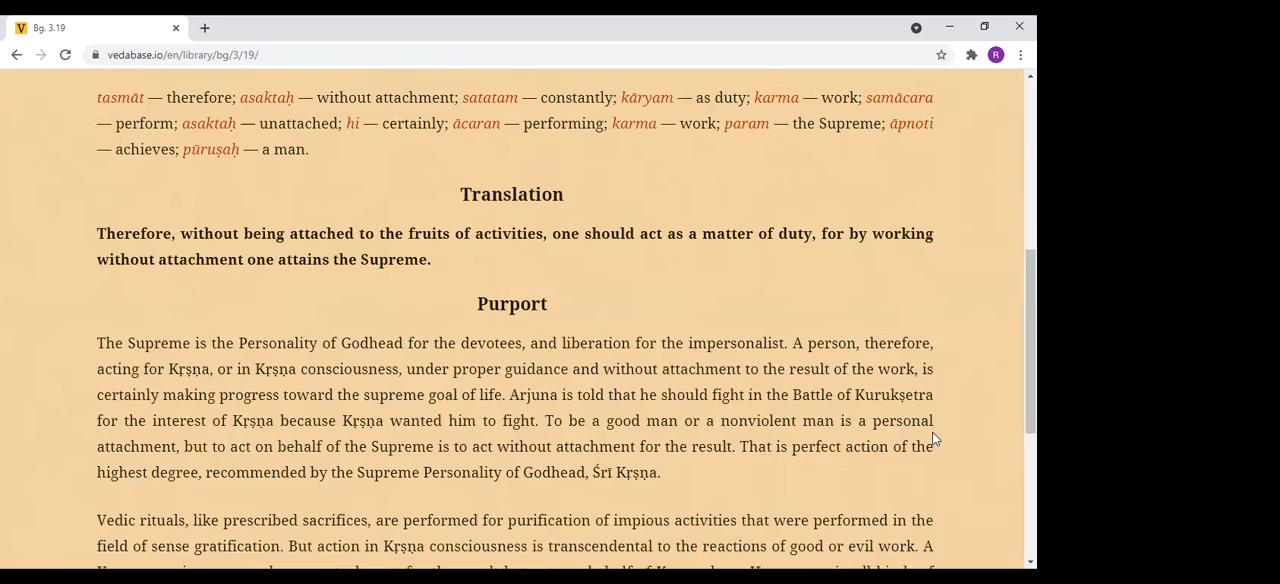 Bg. 3.19
vedabase.io/en/library/bg/3/19/
R
tasmāt — therefore; asaktaḥ — without attachment; satatam — constantly; kāryam — as duty; karma — work; samācara
— perform; asaktaḥ — unattached; hi — certainly; ācaran — performing; karma — work; param — the Supreme; āpnoti
— achieves; pūruṣaḥ — a man.
Translation
Therefore, without being attached to the fruits of activities, one should act as a matter of duty, for by working
without attachment one attains the Supreme.
Purport
The Supreme is the Personality of Godhead for the devotees, and liberation for the impersonalist. A person, therefore,
acting for Kṛṣṇa, or in Kṛṣṇa consciousness, under proper guidance and without attachment to the result of the work, is
certainly making progress toward the supreme goal of life. Arjuna is told that he should fight in the Battle of Kurukṣetra
for the interest of Kṛṣṇa because Kṛṣṇa wanted him to fight. To be a good man or a nonviolent man is a personal
attachment, but to act on behalf of the Supreme is to act without attachment for the result. That is perfect action of the
highest degree, recommended by the Supreme Personality of Godhead, Śrī Kṛṣṇa.
Vedic rituals, like prescribed sacrifices, are performed for purification of impious activities that were performed in the
field of sense gratification. But action in Kṛṣṇa consciousness is transcendental to the reactions of good or evil work. A